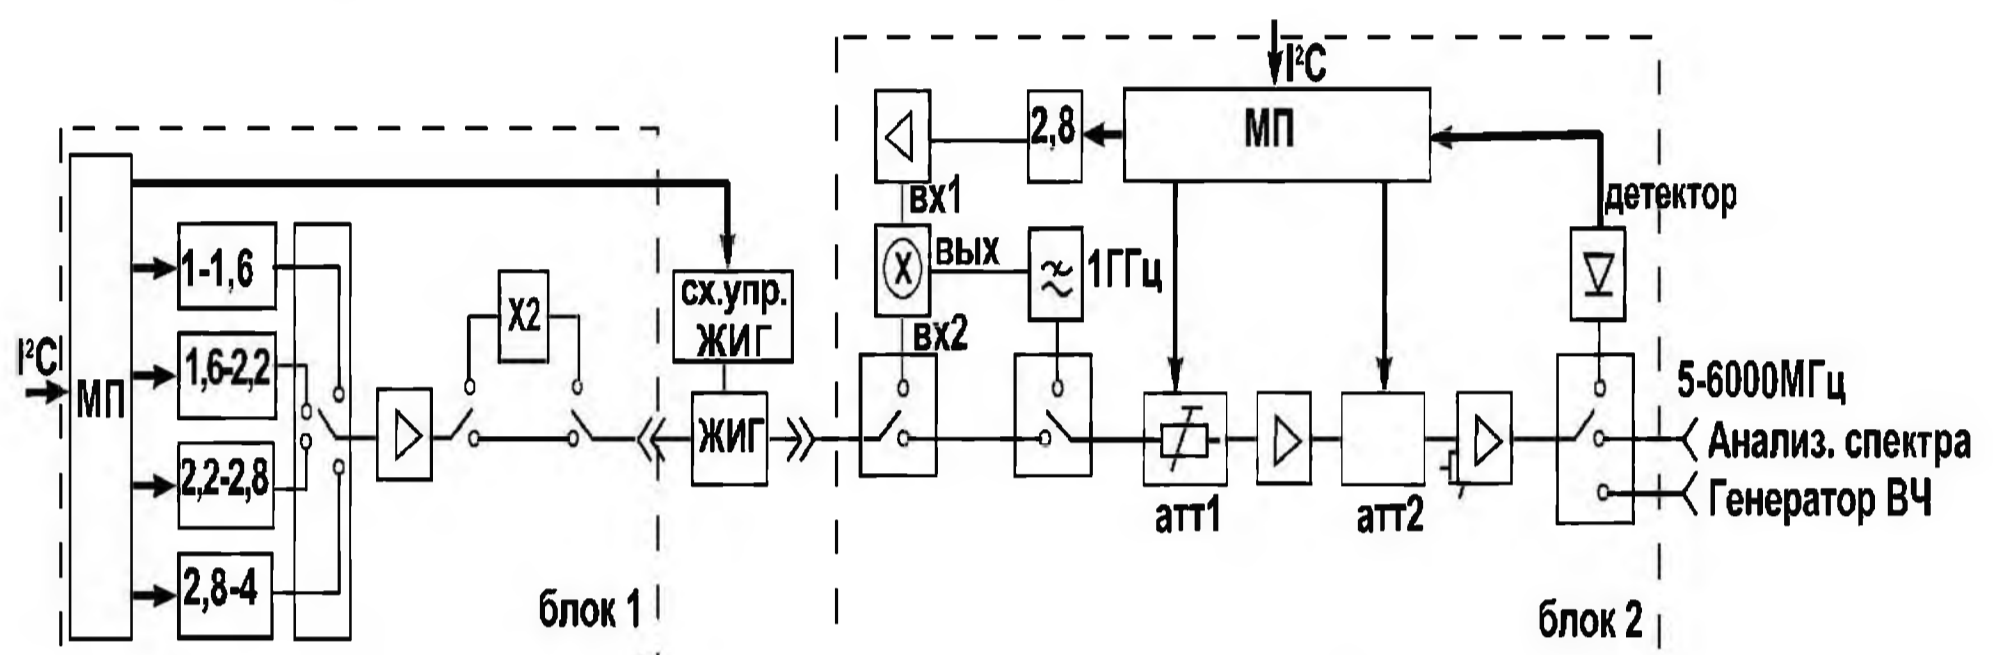 I²C
МП
1-1,6
1,6-2,2
2,2-2,8
2,8-4
X2
блок 1
сх.упр.
ЖИГ
ЖИГ
I²C
МП
2,8
вх1
X
вых
1ГГц
вх2
атт1
атт2
детектор
5-6000МГц
Анализ. спектра
Генератор ВЧ
блок 2